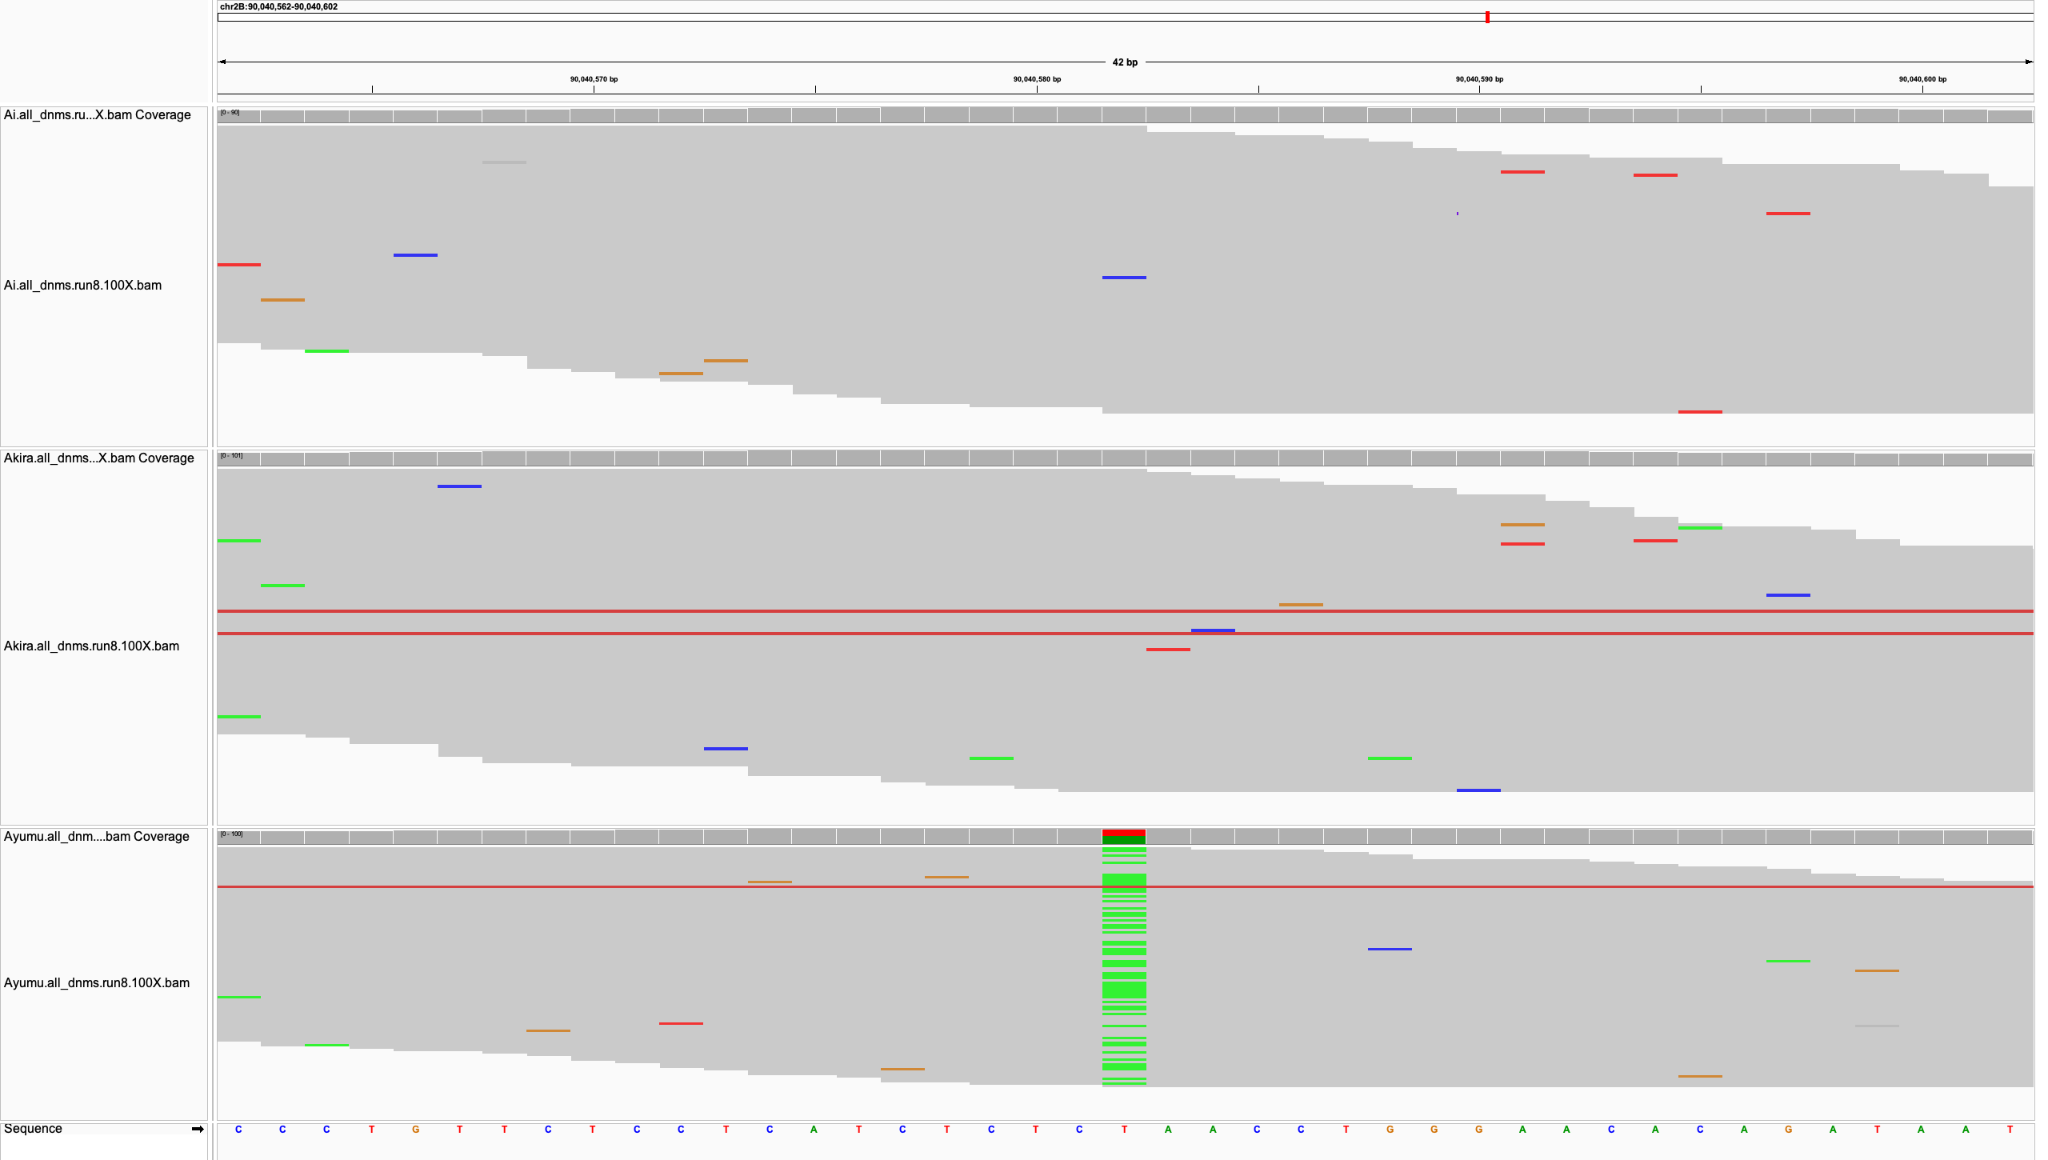 chr2B:90,040,562-90,040,602
42 bp
90,040,570 bp 90,040,580 bp 90,040,590 bp 90,040,600 bp
Ai.all_dnms.ru...X.bam Coverage
[0 - 90]
Ai.all_dnms.run8.100X.bam
Akira.all_dnms...X.bam Coverage
[0 - 101]
Akira.all_dnms.run8.100X.bam
Ayumu.all_dnm....bam Coverage
[0 - 100]
Ayumu.all_dnms.run8.100X.bam
Sequence C C C T G T T C T C C T C A T C T C T C T A A C C T G G G A A C A C A G A T A A T